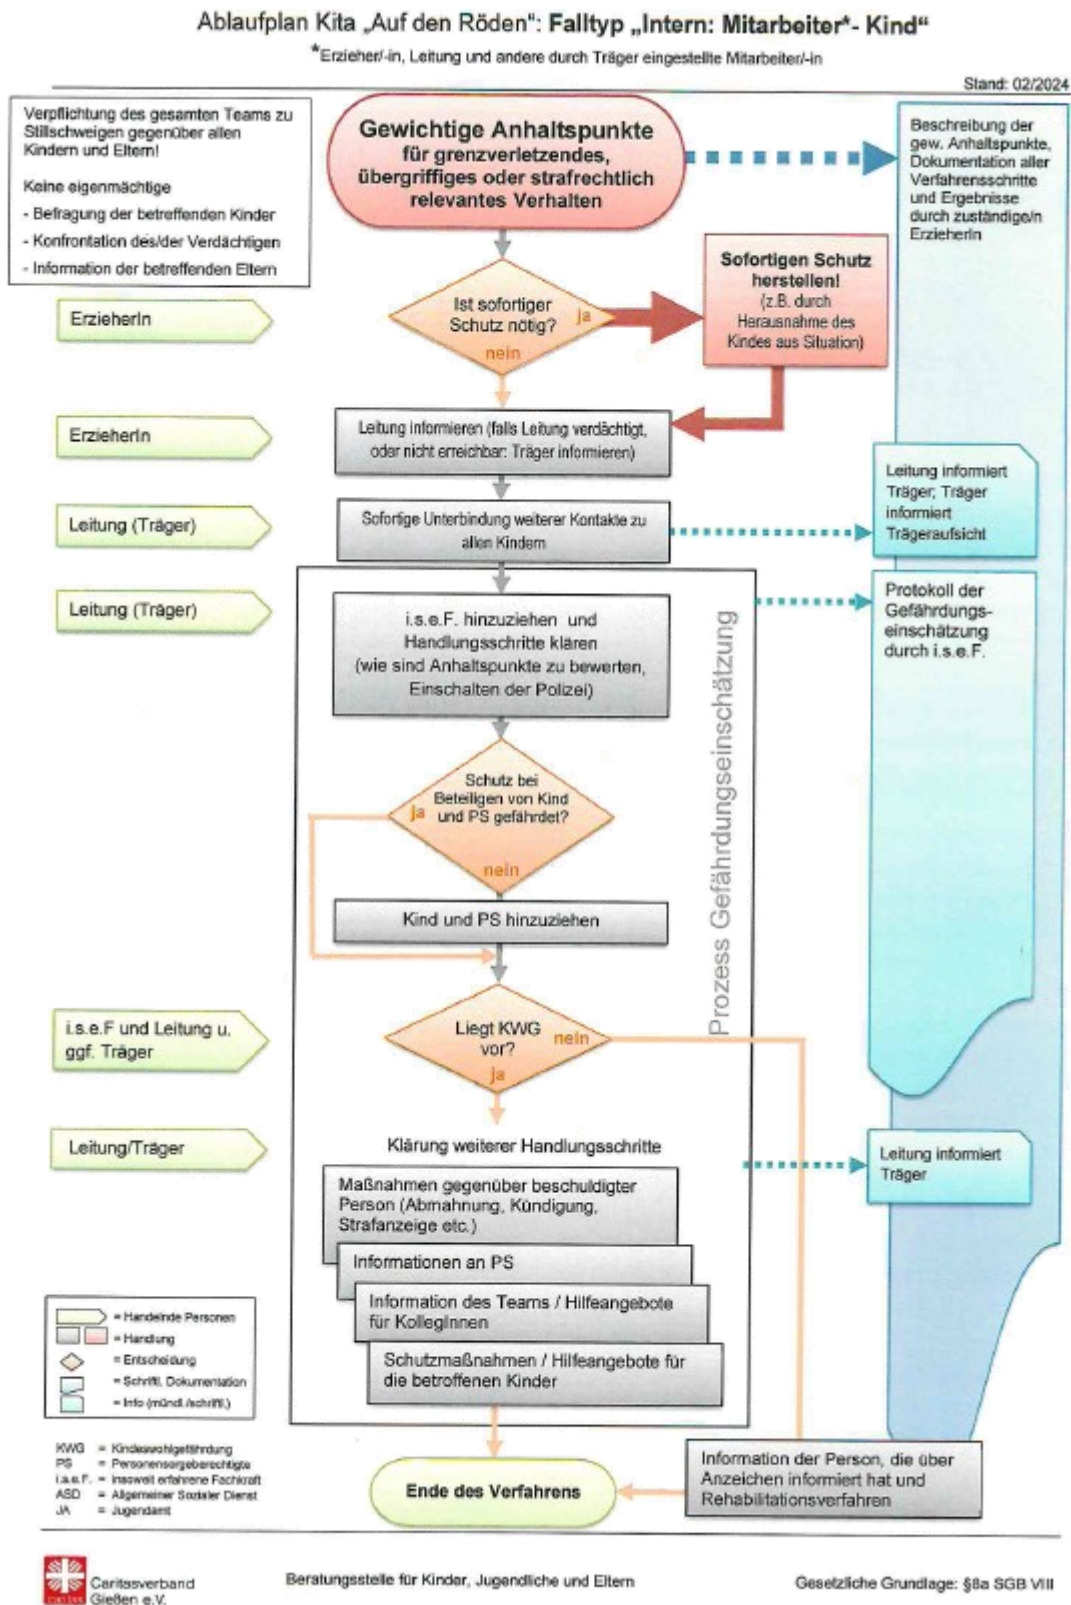 Ablaufplan Kita „Auf den Röden“: Falltyp „Intern: Mitarbeiter*- Kind“
*Erzieher/-in, Leitung und andere durch Träger eingestellte Mitarbeiter/-in
Stand: 02/2024
Verpflichtung des gesamten Teams zu
Stillschweigen gegenüber allen
Kindern und Eltern!
Keine eigenmächtige
- Befragung der betreffenden Kinder
- Konfrontation des/der Verdächtigen
- Information der betreffenden Eltern
Gewichtige Anhaltspunkte
für grenzverletzendes,
übergriffiges oder strafrechtlich
relevantes Verhalten
Beschreibung der
gew. Anhaltspunkte,
Dokumentation aller
Verfahrensschritte
und Ergebnisse
durch zuständige/n
ErzieherIn
ErzieherIn
Ist sofortiger
Schutz nötig?
ja
nein
Sofortigen Schutz
herstellen!
(z.B. durch
Herausnahme des
Kindes aus Situation)
ErzieherIn
Leitung informieren (falls Leitung verdächtigt,
oder nicht erreichbar: Träger informieren)
Leitung (Träger)
Sofortige Unterbindung weiterer Kontakte zu
allen Kindern
Leitung informiert
Träger; Träger
informiert
Trägeraufsicht
Leitung (Träger)
i.s.e.F. hinzuziehen und
Handlungsschritte klären
(wie sind Anhaltspunkte zu bewerten,
Einschalten der Polizei)
Protokoll der
Gefährdungs-
einschätzung
durch i.s.e.F.
Prozess Gefährdungseinschätzung
Schutz bei
Beteiligen von Kind
und PS gefährdet?
ja
nein
Kind und PS hinzuziehen
i.s.e.F und Leitung u.
ggf. Träger
Liegt KWG
vor?
nein
ja
Leitung/Träger
Klärung weiterer Handlungsschritte
Leitung informiert
Träger
Maßnahmen gegenüber beschuldigter
Person (Abmahnung, Kündigung,
Strafanzeige etc.)
Informationen an PS
Information des Teams / Hilfeangebote
für KollegInnen
Schutzmaßnahmen / Hilfeangebote für
die betroffenen Kinder
= Handelnde Personen
= Handlung
= Entscheidung
= Schriftl. Dokumentation
= Info (mündl./schriftl.)
KWG = Kindeswohlgefährdung
PS = Personensorgeberechtigte
i.s.e.F. = Insoweit erfahrene Fachkraft
ASD = Allgemeiner Sozialer Dienst
JA = Jugendamt
Ende des Verfahrens
Information der Person, die über
Anzeichen informiert hat und
Rehabilitationsverfahren
Caritasverband
Gießen e.V.
Beratungsstelle für Kinder, Jugendliche und Eltern
Gesetzliche Grundlage: §8a SGB VIII